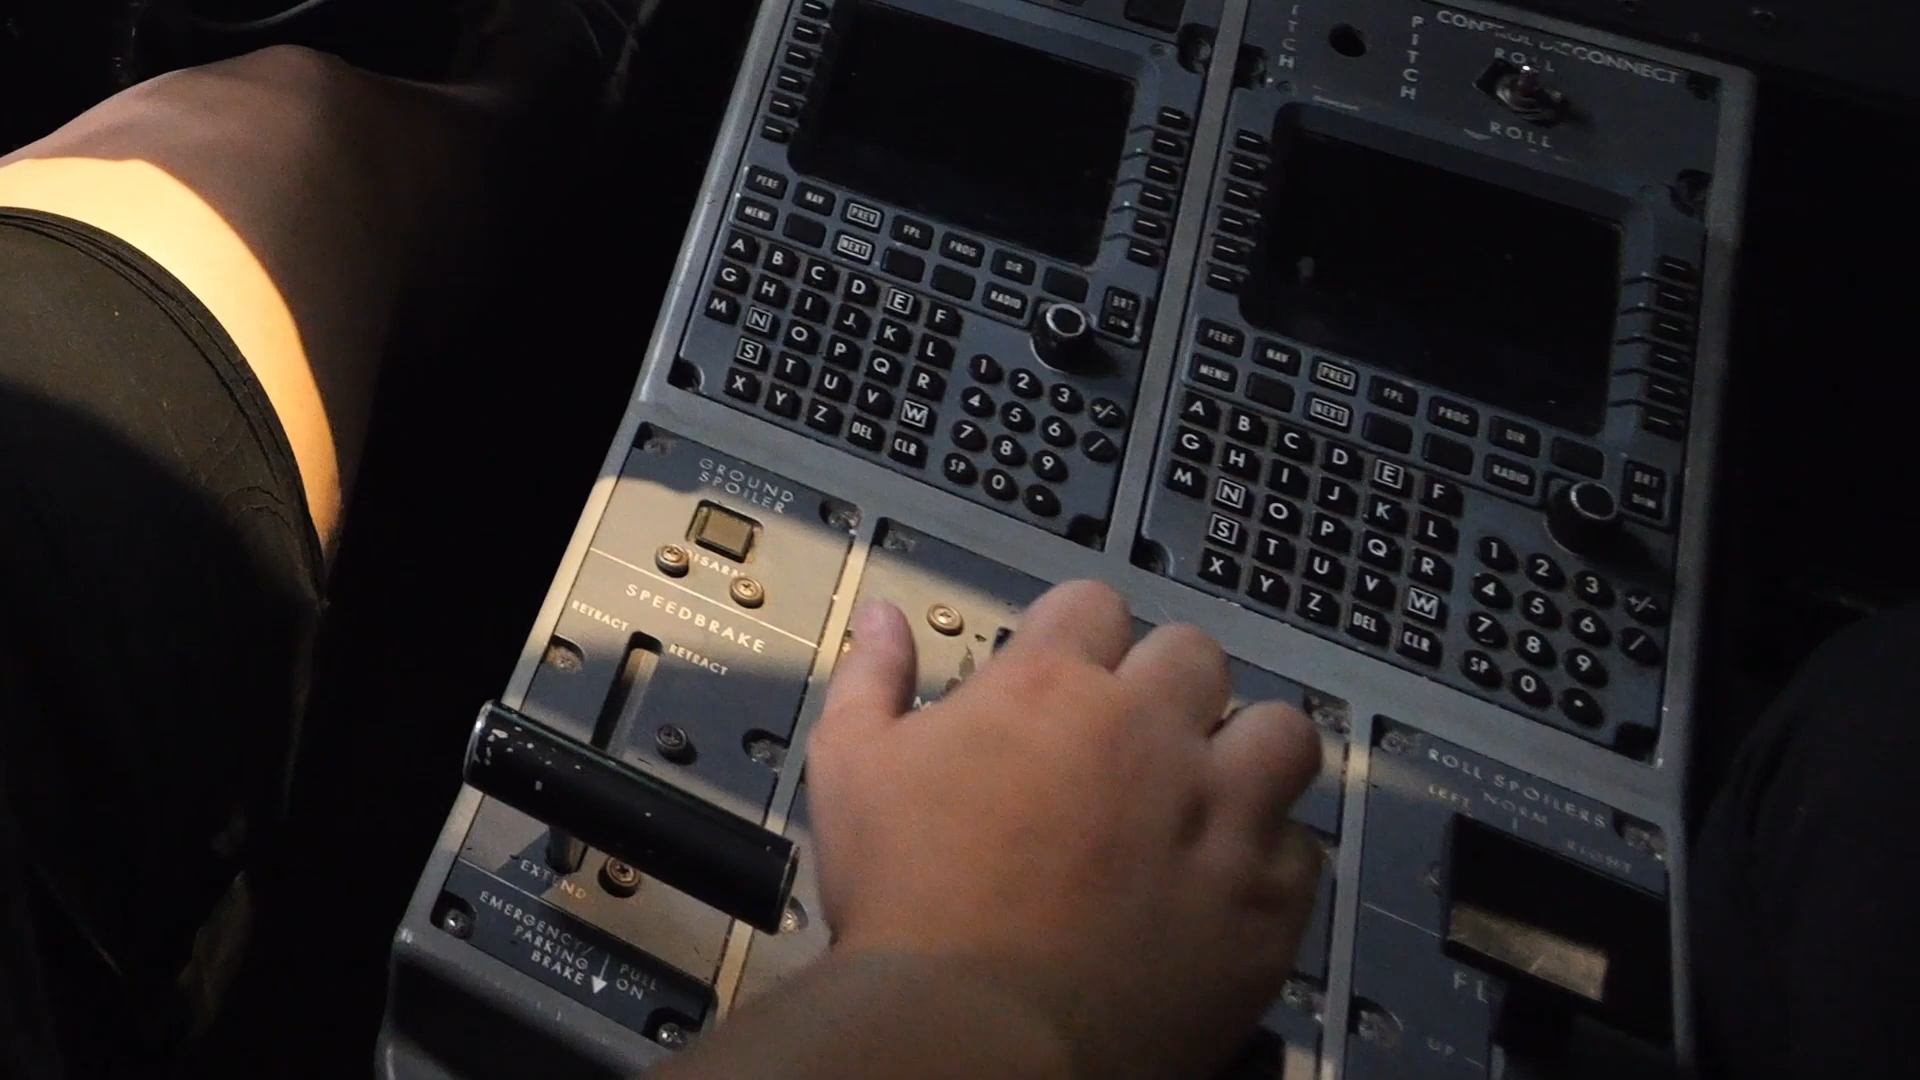 PITCH
PITCH
CONTROL DISCONNECT
ROLL
ROLL
PERF NAV PREV FPL PROG DIR
MENU NEXT RADIO BRT
DIM
A B C D E F
G H I J K L
M N O P Q R
S T U V W
X Y Z DEL CLR
1 2 3 +/-
4 5 6 /
7 8 9
SP 0 .
PERF NAV PREV FPL PROG DIR
MENU NEXT RADIO BRT
DIM
A B C D E F
G H I J K L
M N O P Q R
S T U V W
X Y Z DEL CLR
1 2 3 +/-
4 5 6 /
7 8 9
SP 0 .
GROUND
SPOILER
DISARM
SPEEDBRAKE
RETRACT RETRACT
EXTEND
EMERGENCY/
PARKING
BRAKE
PULL
ON
ROLL SPOILERS
LEFT NORM RIGHT
UP